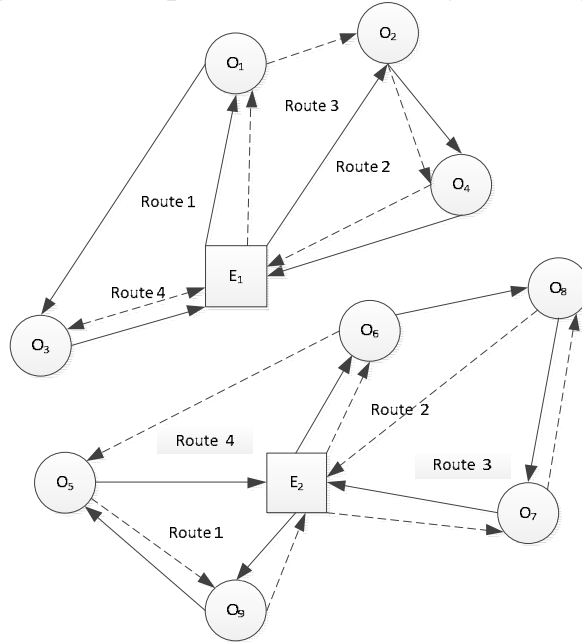 O₂
O₁
Route 3
Route 2
O₄
Route 1
E₁
Route 4
O₃
O₈
O₆
Route 2
Route 4
Route 3
O₅
E₂
O₇
Route 1
O₉